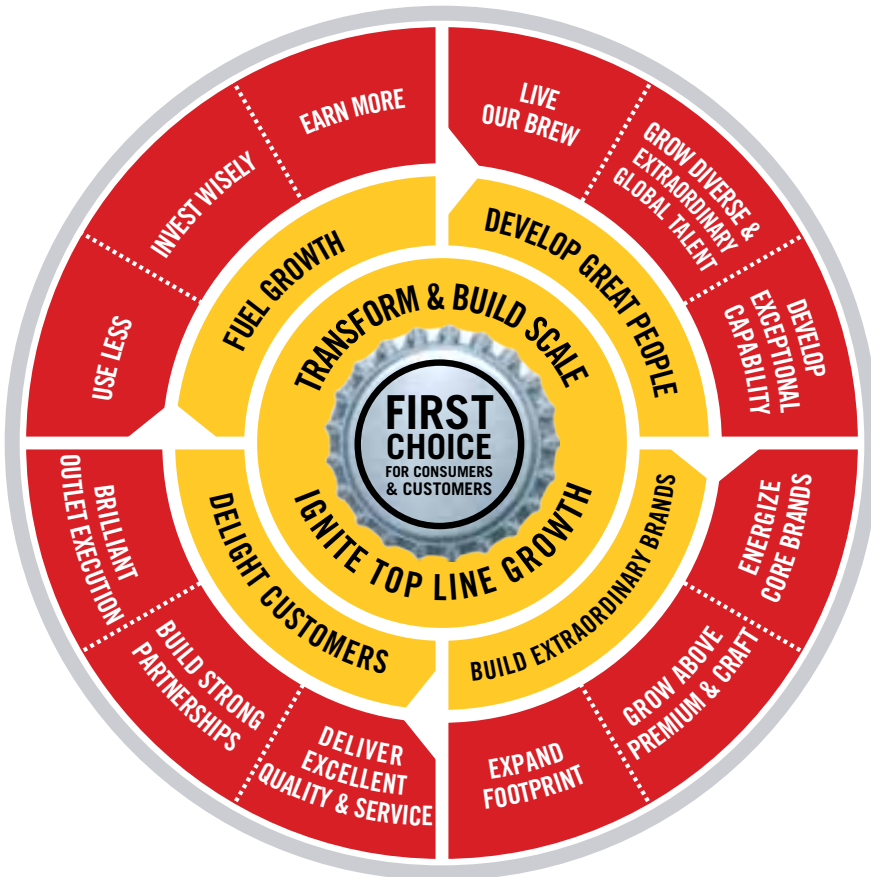 FIRST
CHOICE
FOR CONSUMERS
& CUSTOMERS
TRANSFORM & BUILD SCALE
IGNITE TOP LINE GROWTH
DEVELOP GREAT PEOPLE
LIVE
OUR BREW
GROW DIVERSE &
EXTRAORDINARY
GLOBAL TALENT
DEVELOP
EXCEPTIONAL
CAPABILITY
BUILD EXTRAORDINARY BRANDS
ENERGIZE
CORE BRANDS
GROW ABOVE
PREMIUM & CRAFT
EXPAND
FOOTPRINT
DELIGHT CUSTOMERS
DELIVER
EXCELLENT
QUALITY & SERVICE
BUILD STRONG
PARTNERSHIPS
BRILLIANT
OUTLET EXECUTION
FUEL GROWTH
USE LESS
INVEST WISELY
EARN MORE